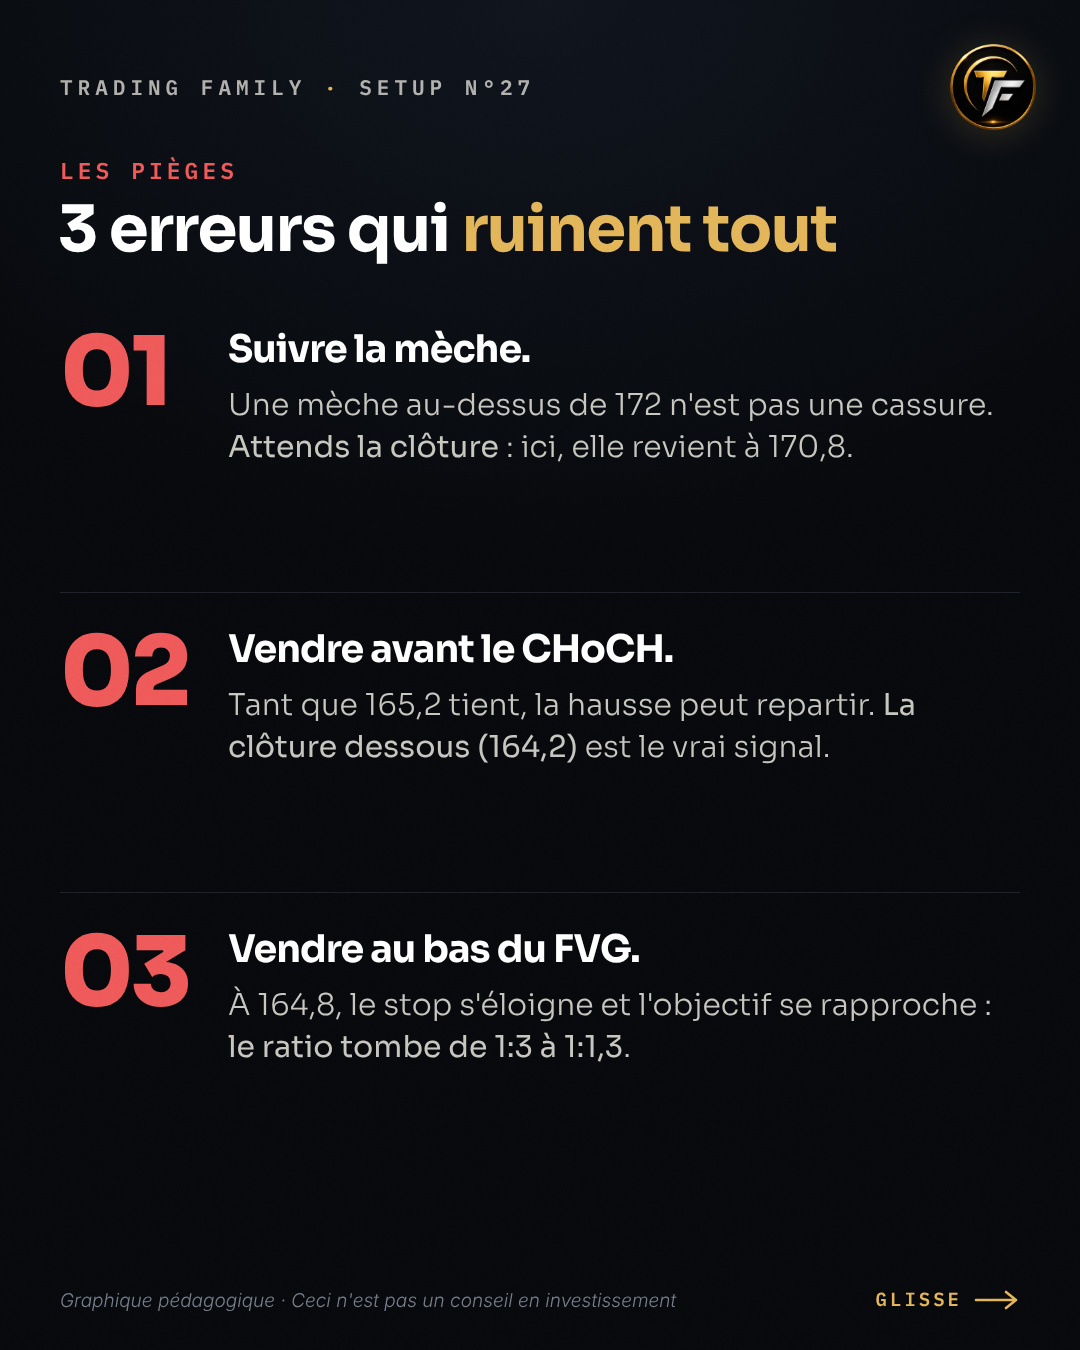 TRADING FAMILY · SETUP N°27
TF
LES PIÈGES
3 erreurs qui ruinent tout
01
Suivre la mèche.
Une mèche au-dessus de 172 n'est pas une cassure.
Attends la clôture : ici, elle revient à 170,8.
02
Vendre avant le CHoCH.
Tant que 165,2 tient, la hausse peut repartir. La
clôture dessous (164,2) est le vrai signal.
03
Vendre au bas du FVG.
À 164,8, le stop s'éloigne et l'objectif se rapproche :
le ratio tombe de 1:3 à 1:1,3.
Graphique pédagogique · Ceci n'est pas un conseil en investissement
GLISSE →